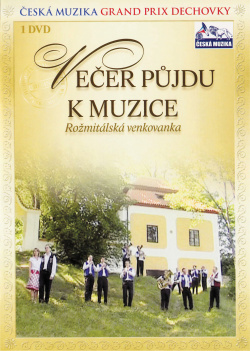 ČESKÁ MUZIKA GRAND PRIX DECHOVKY
1 DVD
ČESKÁ MUZIKA
VEČER PŮJDU
K MUZICE
Rožmitálská venkovanka